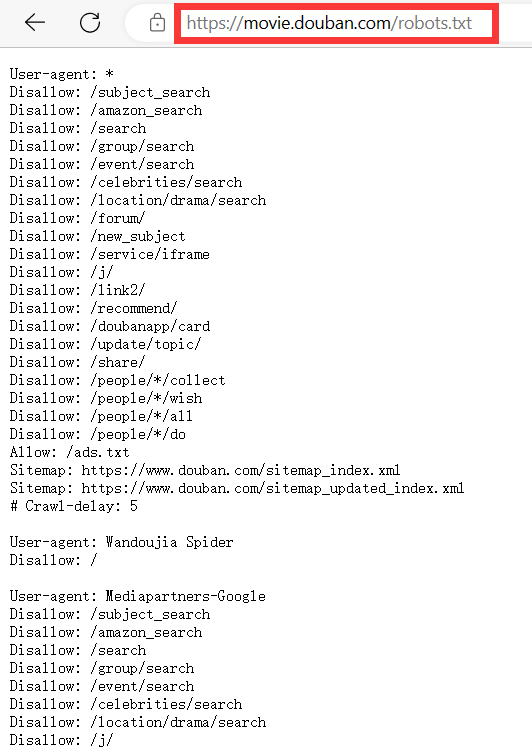 https://movie.douban.com/robots.txt
User-agent: *
Disallow: /subject_search
Disallow: /amazon_search
Disallow: /search
Disallow: /group/search
Disallow: /event/search
Disallow: /celebrities/search
Disallow: /location/drama/search
Disallow: /forum/
Disallow: /new_subject
Disallow: /service/iframe
Disallow: /j/
Disallow: /link2/
Disallow: /recommend/
Disallow: /doubanapp/card
Disallow: /update/topic/
Disallow: /share/
Disallow: /people/*/collect
Disallow: /people/*/wish
Disallow: /people/*/all
Disallow: /people/*/do
Allow: /ads.txt
Sitemap: https://www.douban.com/sitemap_index.xml
Sitemap: https://www.douban.com/sitemap_updated_index.xml
# Crawl-delay: 5
User-agent: Wandoujia Spider
Disallow: /
User-agent: Mediapartners-Google
Disallow: /subject_search
Disallow: /amazon_search
Disallow: /search
Disallow: /group/search
Disallow: /event/search
Disallow: /celebrities/search
Disallow: /location/drama/search
Disallow: /j/